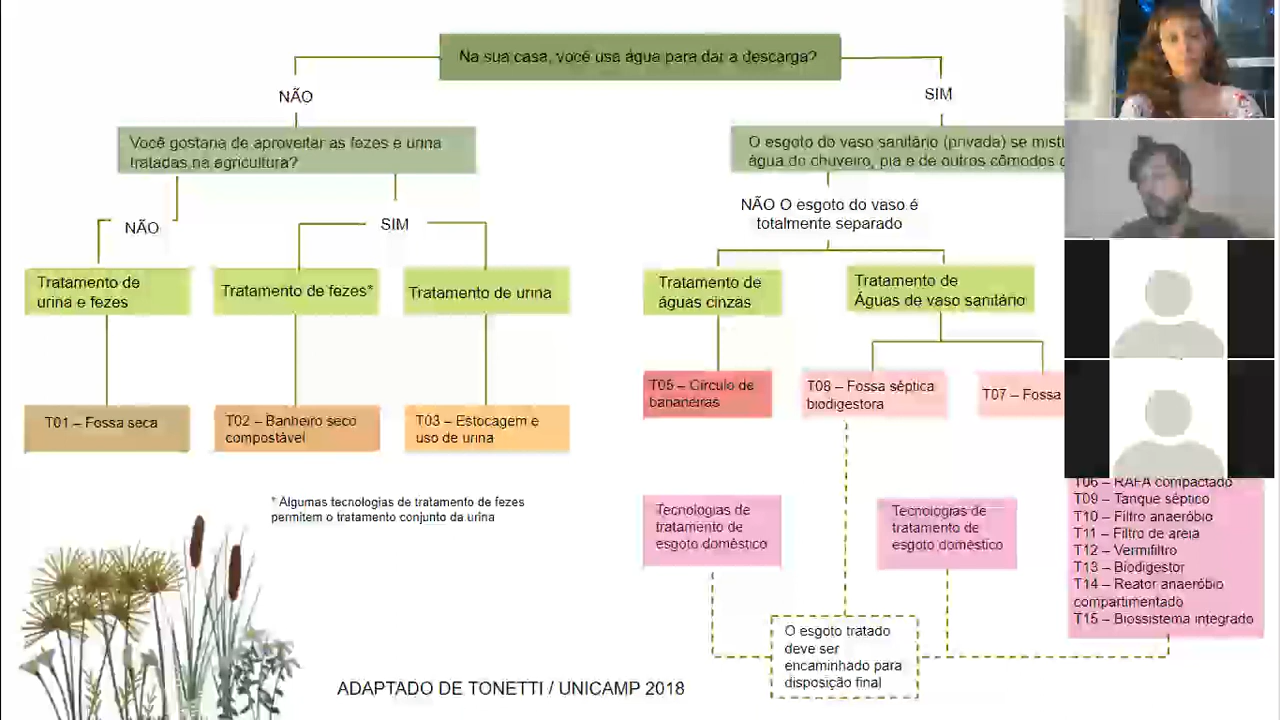 Na sua casa, você usa água para dar a descarga?
NÃO
SIM
Você gostaria de aproveitar as fezes e urina
tratadas na agricultura?
O esgoto do vaso sanitário (privada) se
água do chuveiro, pia e de outros cômodos
NÃO
SIM
NÃO O esgoto do vaso é
totalmente separado
Tratamento de
urina e fezes
Tratamento de fezes*
Tratamento de urina
Tratamento de
águas cinzas
Tratamento de
Águas de vaso sanitário
T01 – Fossa seca
T02 – Banheiro seco
compostável
T03 – Estocagem e
uso de urina
T05 – Círculo de
bananeiras
T08 – Fossa séptica
biodigestora
T07 – Fossa
* Algumas tecnologias de tratamento de fezes
permitem o tratamento conjunto da urina
Tecnologias de
tratamento de
esgoto doméstico
Tecnologias de
tratamento de
esgoto doméstico
T06 – RAFA compactado
T09 – Tanque séptico
T10 – Filtro anaeróbio
T11 – Filtro de areia
T12 – Vermifiltro
T13 – Biodigestor
T14 – Reator anaeróbio
compartimentado
T15 – Biossistema integrado
O esgoto tratado
deve ser
encaminhado para
disposição final
ADAPTADO DE TONETTI / UNICAMP 2018